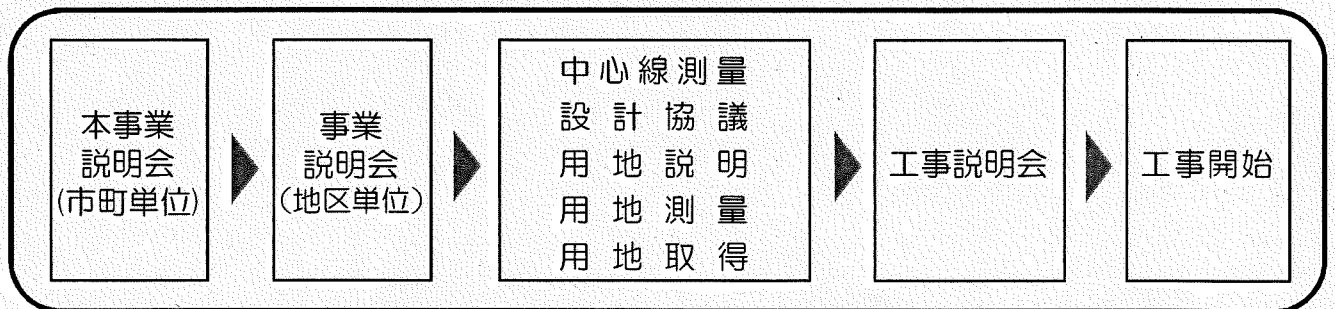 本事業
説明会
(市町単位)
事業
説明会
(地区単位)
中心線測量
設計協議
用地説明
用地測量
用地取得
工事説明会
工事開始